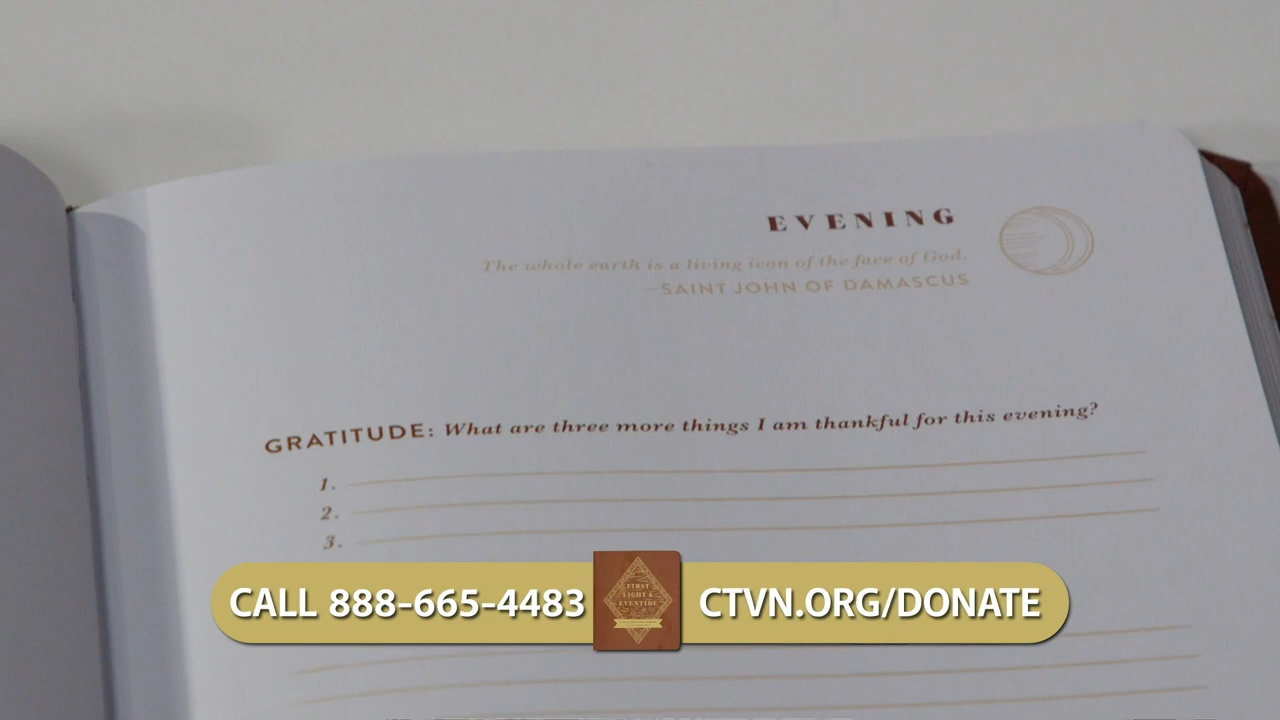 EVENING
The whole earth is a living icon of the face of God.
—SAINT JOHN OF DAMASCUS
GRATITUDE: What are three more things I am thankful for this evening?
1.
2.
3.
CALL 888-665-4483
FIRST
LIGHT &
EVENTIDE
CTVN.ORG/DONATE